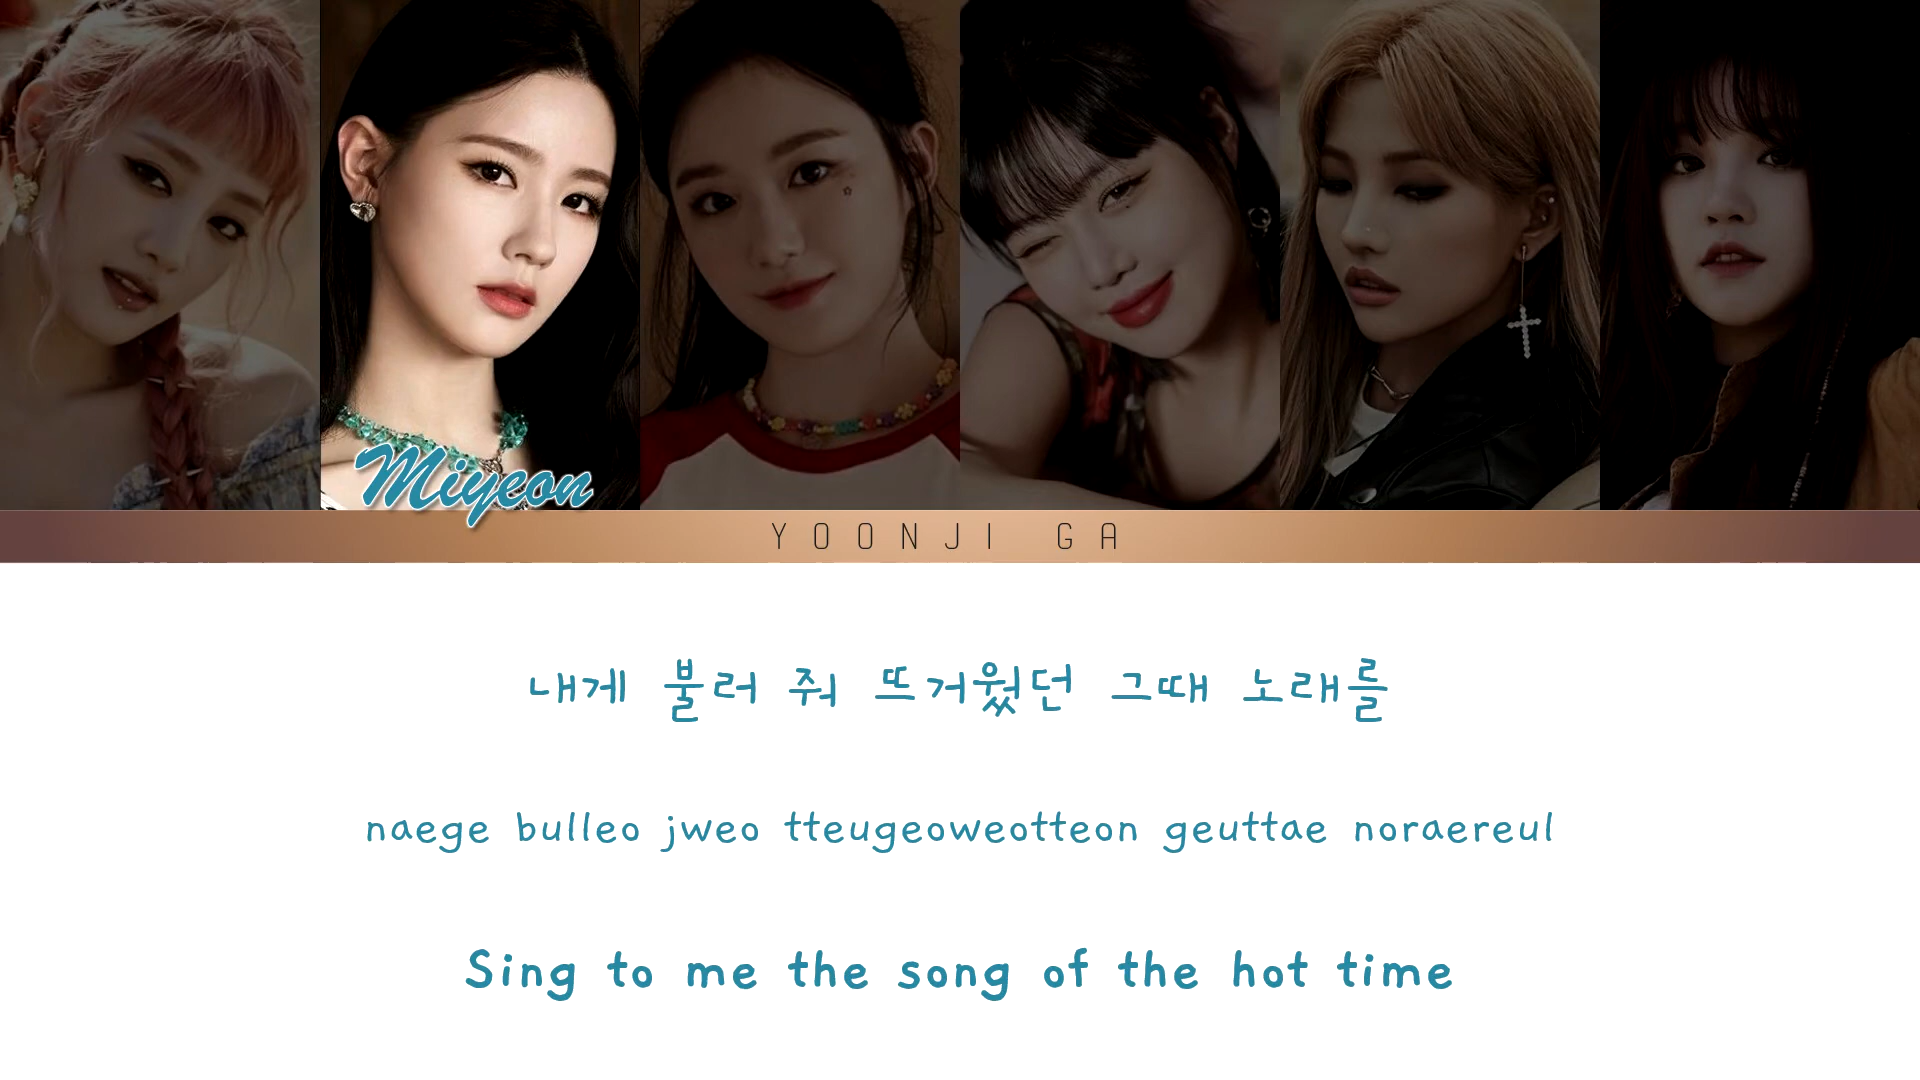 Miyeon
YOONJI GA
내게 불러 줘 뜨거웠던 그때 노래를
naege bulleo jweo tteugeoweotteon geuttae noraereul
Sing to me the song of the hot time